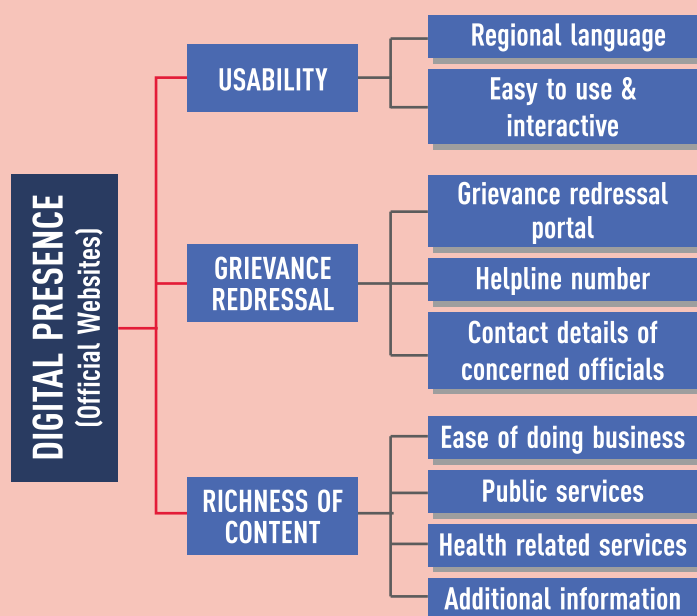 DIGITAL PRESENCE
(Official Websites)
USABILITY
Regional language
Easy to use &
interactive
GRIEVANCE
REDRESSAL
Grievance redressal
portal
Helpline number
Contact details of
concerned officials
RICHNESS OF
CONTENT
Ease of doing business
Public services
Health related services
Additional information